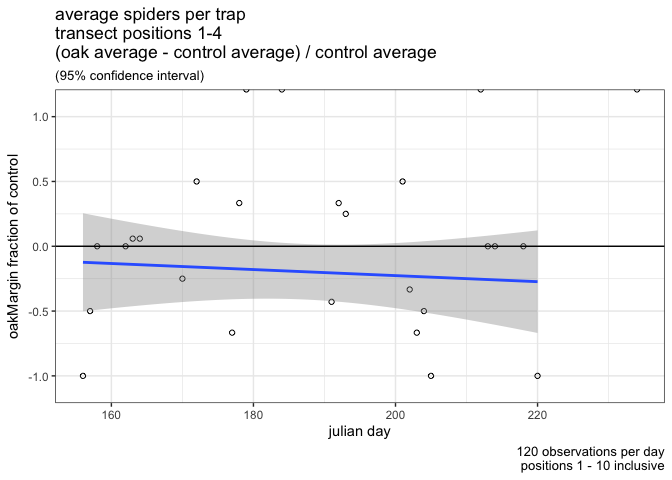 average spiders per trap
transect positions 1-4
(oak average - control average) / control average
(95% confidence interval)
oakMargin fraction of control
1.0
0.5
0.0
-0.5
-1.0
160
180
200
220
julian day
120 observations per day
positions 1 - 10 inclusive